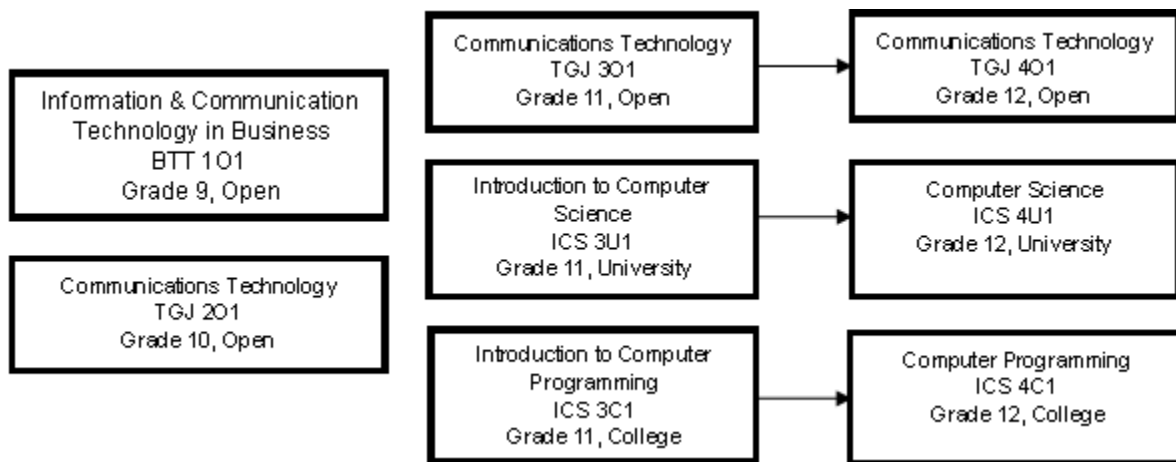 Information & Communication
Technology in Business
BTT 1O1
Grade 9, Open
Communications Technology
TGJ 2O1
Grade 10, Open
Communications Technology
TGJ 3O1
Grade 11, Open
Communications Technology
TGJ 4O1
Grade 12, Open
Introduction to Computer
Science
ICS 3U1
Grade 11, University
Computer Science
ICS 4U1
Grade 12, University
Introduction to Computer
Programming
ICS 3C1
Grade 11, College
Computer Programming
ICS 4C1
Grade 12, College